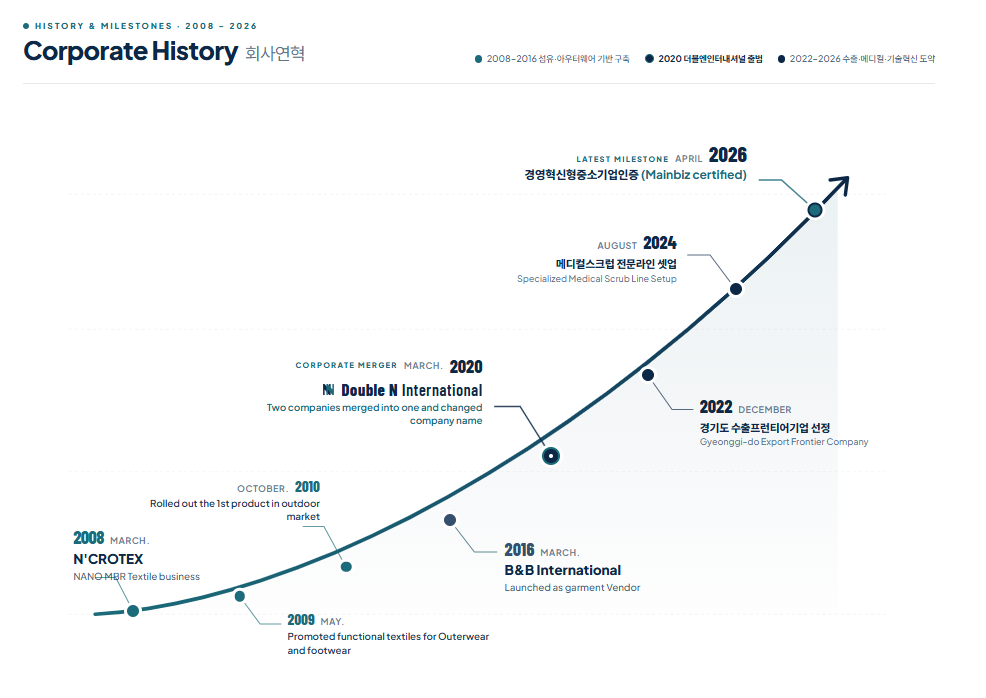 HISTORY & MILESTONES · 2008 – 2026
Corporate History 회사연혁
2008–2016 섬유·아우터웨어 기반 구축
2020 더블엔인터내셔널 출범
2022–2026 수출·메디컬·기술혁신 도약
LATEST MILESTONE APRIL 2026
경영혁신형중소기업인증 (Mainbiz certified)
AUGUST 2024
메디컬스크럽 전문라인 셋업
Specialized Medical Scrub Line Setup
CORPORATE MERGER MARCH. 2020
Double N International
Two companies merged into one and changed
company name
2022 DECEMBER
경기도 수출프런티어기업 선정
Gyeonggi-do Export Frontier Company
OCTOBER. 2010
Rolled out the 1st product in outdoor
market
2008 MARCH.
N'CROTEX
NANO MBR Textile business
2016 MARCH.
B&B International
Launched as garment Vendor
2009 MAY.
Promoted functional textiles for Outerwear
and footwear